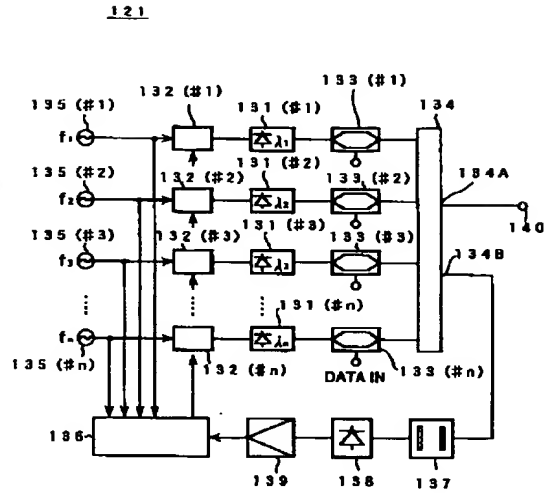 121
133 (#1)
132 (#1)
135 (#1) 131 (#1) 134
f1 λ1
135 (#2) 131 (#2)
132 (#2) 133 (#2) 134A
f2 λ2
140
135 (#3) 131 (#3) 133 (#3)
132 (#3) 134B
f3 λ3
131 (#n)
fn λn
135 (#n) 132 (#n) DATA IN 133 (#n)
136
139 138 137